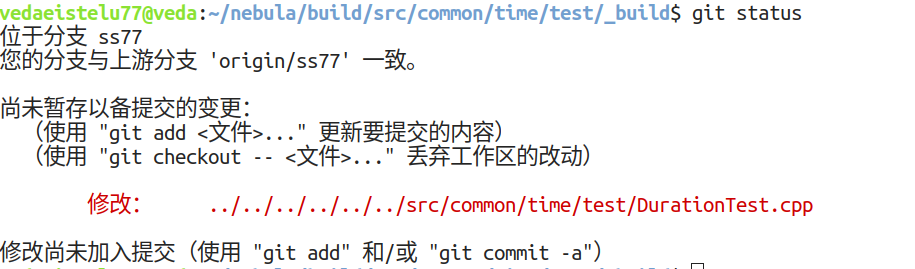 vedaeistelu77@veda:~/nebula/build/src/common/time/test/_build$ git status
位于分支 ss77
您的分支与上游分支 'origin/ss77' 一致。
尚未暂存以备提交的变更：
（使用 "git add <文件>..." 更新要提交的内容）
（使用 "git checkout -- <文件>..." 丢弃工作区的改动）
修改： ../../../../../../src/common/time/test/DurationTest.cpp
修改尚未加入提交（使用 "git add" 和/或 "git commit -a"）